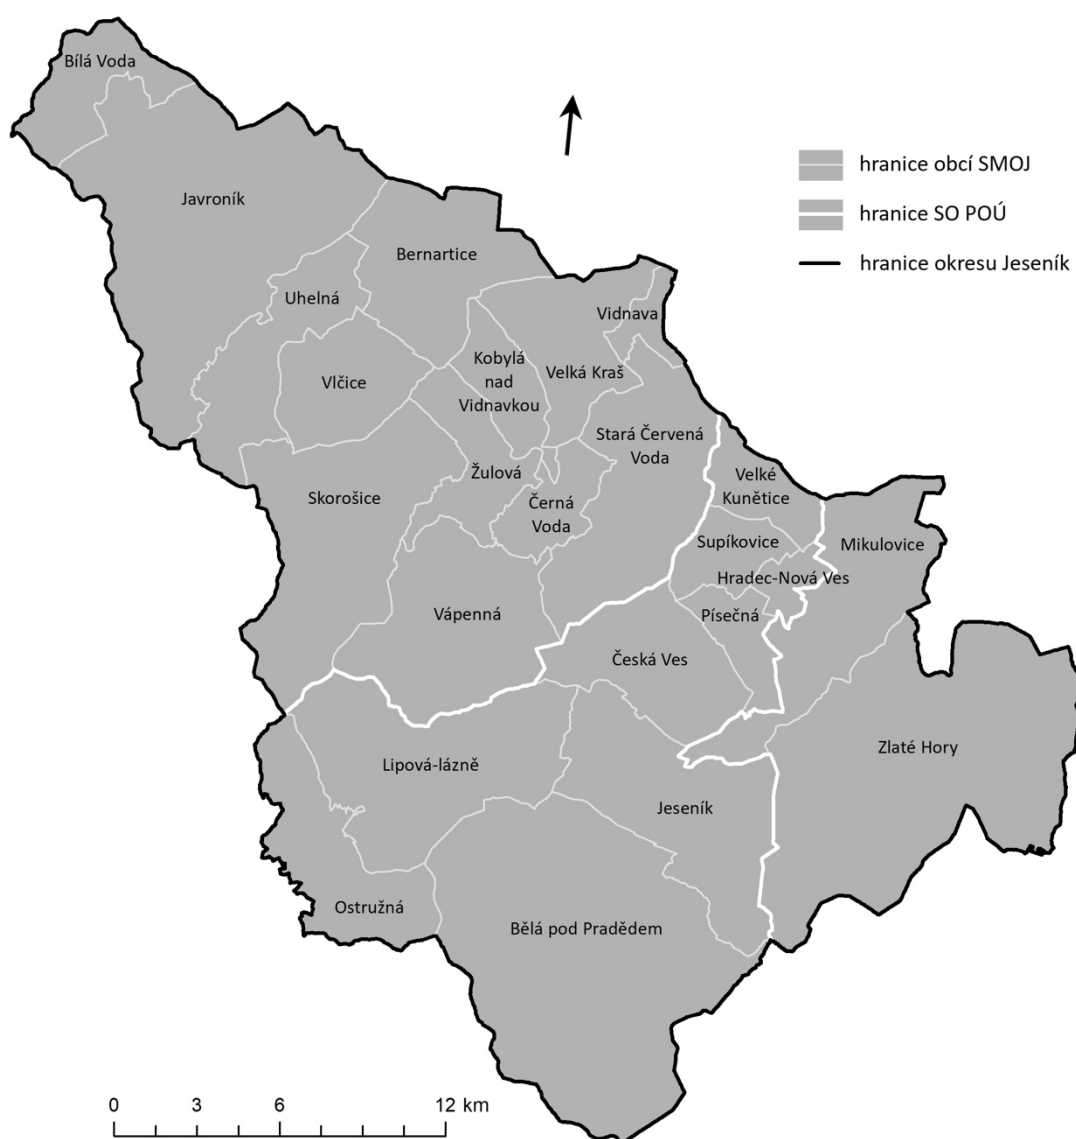 Bílá Voda
Javroník
Bernartice
Uhelná
Vidnava
Kobylá
nad
Vidnavkou
Velká Kraš
Vlčice
Stará Červená
Voda
Žulová
Velké
Kunětice
Skorošice
Černá
Voda
Supíkovice
Mikulovice
Hradec-Nová Ves
Vápenná
Písečná
Česká Ves
Zlaté Hory
Lipová-lázně
Jeseník
Ostružná
Bělá pod Pradědem
hranice obcí SMOJ
hranice SO POÚ
hranice okresu Jeseník
0 3 6 12 km